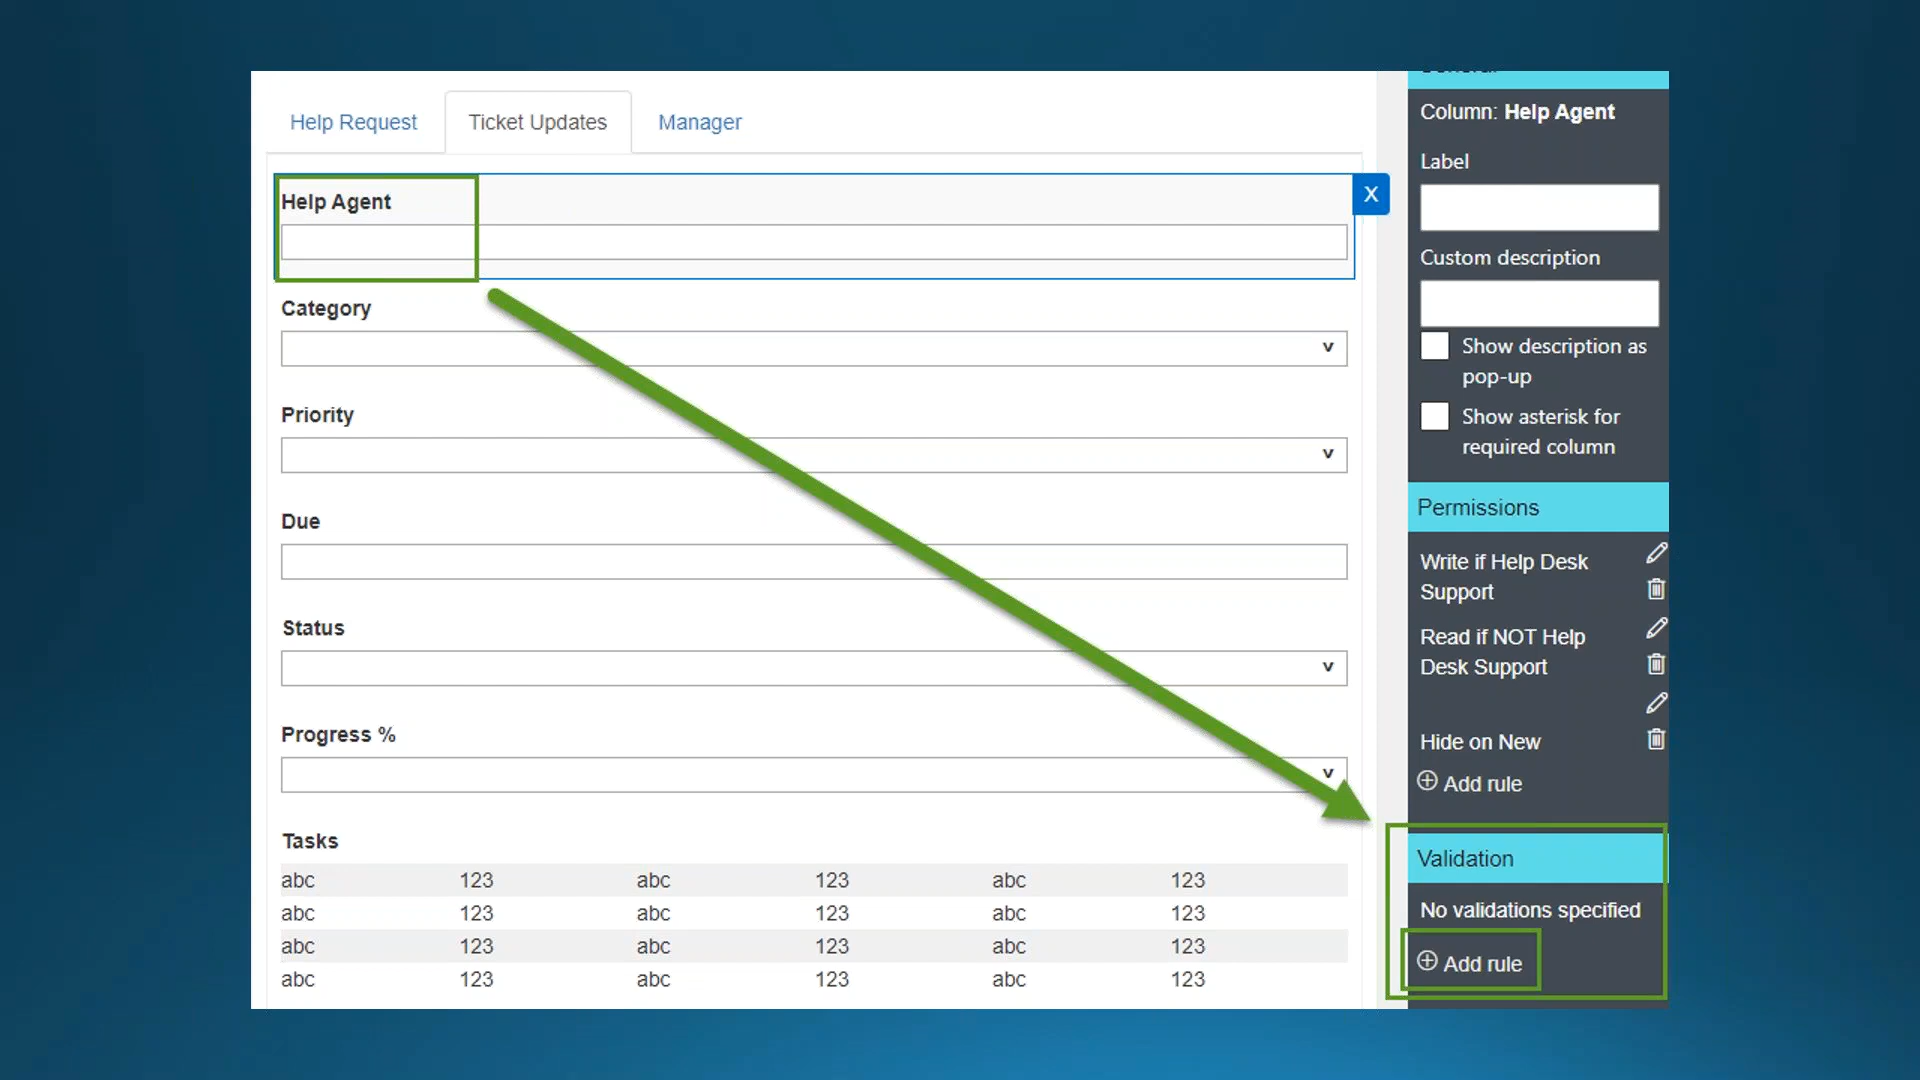 Help Request
Ticket Updates
Manager
Help Agent
X
Category
v
Priority
v
Due
Status
v
Progress %
v
Tasks
abc 123 abc 123 abc 123
abc 123 abc 123 abc 123
abc 123 abc 123 abc 123
abc 123 abc 123 abc 123
Column: Help Agent
Label
Custom description
Show description as
pop-up
Show asterisk for
required column
Permissions
Write if Help Desk
Support
Read if NOT Help
Desk Support
Hide on New
Add rule
Validation
No validations specified
Add rule